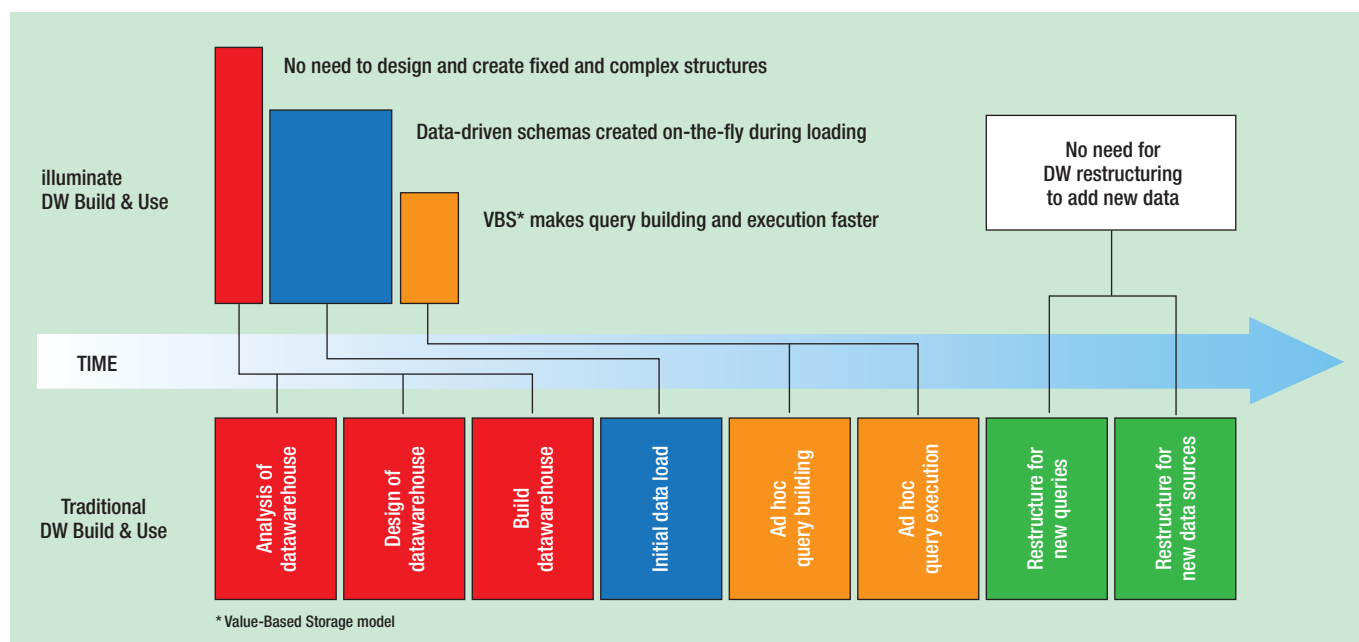 No need to design and create fixed and complex structures
Data-driven schemas created on-the-fly during loading
illuminate
DW Build & Use
VBS* makes query building and execution faster
No need for
DW restructuring
to add new data
TIME
Traditional
DW Build & Use
Analysis of
datawarehouse
Design of
datawarehouse
Build
datawarehouse
Initial data load
Ad hoc
query building
Ad hoc
query execution
Restructure for
new queries
Restructure for
new data sources
* Value-Based Storage model